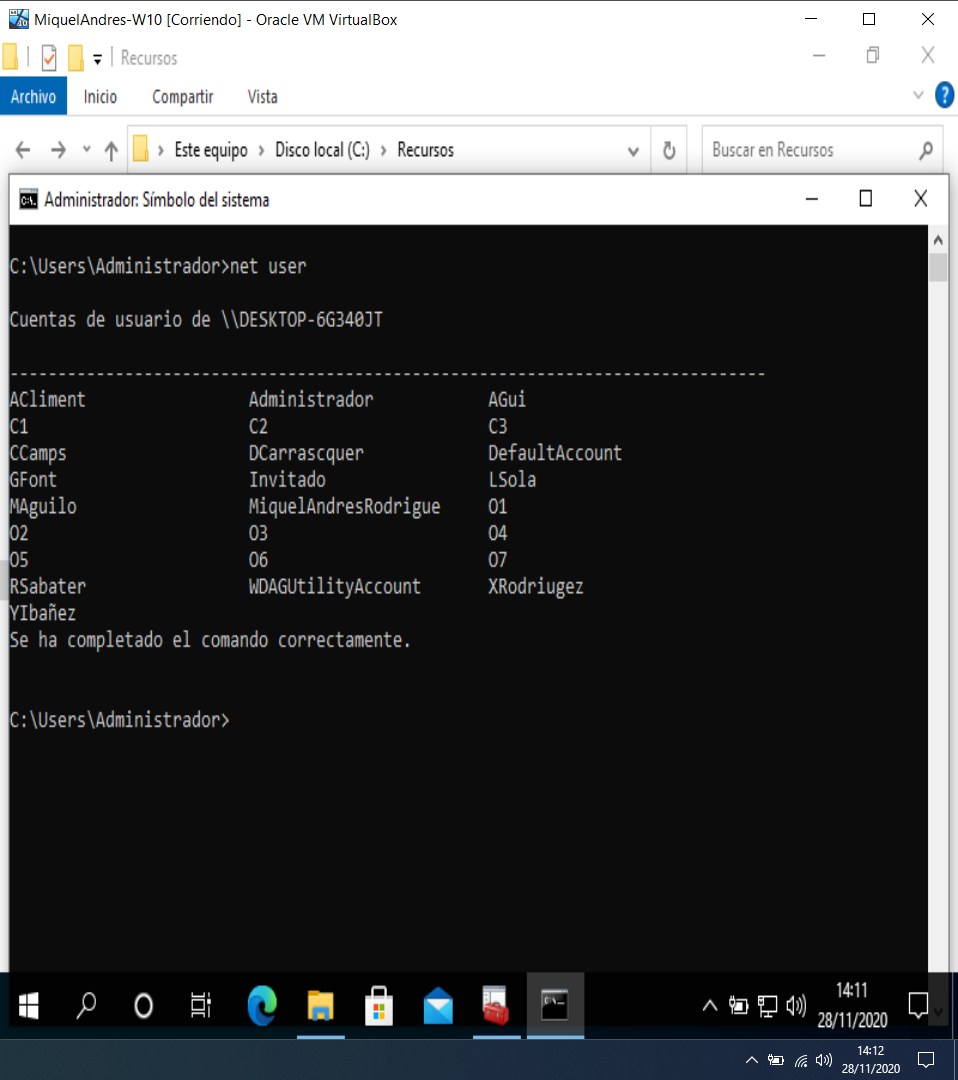 MiquelAndres-W10 [Corriendo] - Oracle VM VirtualBox
Recursos
Archivo Inicio Compartir Vista
Este equipo > Disco local (C:) > Recursos
Buscar en Recursos
Administrador: Símbolo del sistema
C:\Users\Administrador>net user
Cuentas de usuario de \\DESKTOP-6G340JT
-------------------------------------------------------------------------------
ACliment Administrador AGui
C1 C2 C3
CCamps DCarrascquer DefaultAccount
GFont Invitado LSola
MAguilo MiquelAndresRodrigue O1
O2 O3 O4
O5 O6 O7
RSabater WDAGUtilityAccount XRodriugez
YIbañez
Se ha completado el comando correctamente.
C:\Users\Administrador>
14:11
28/11/2020
14:12
28/11/2020